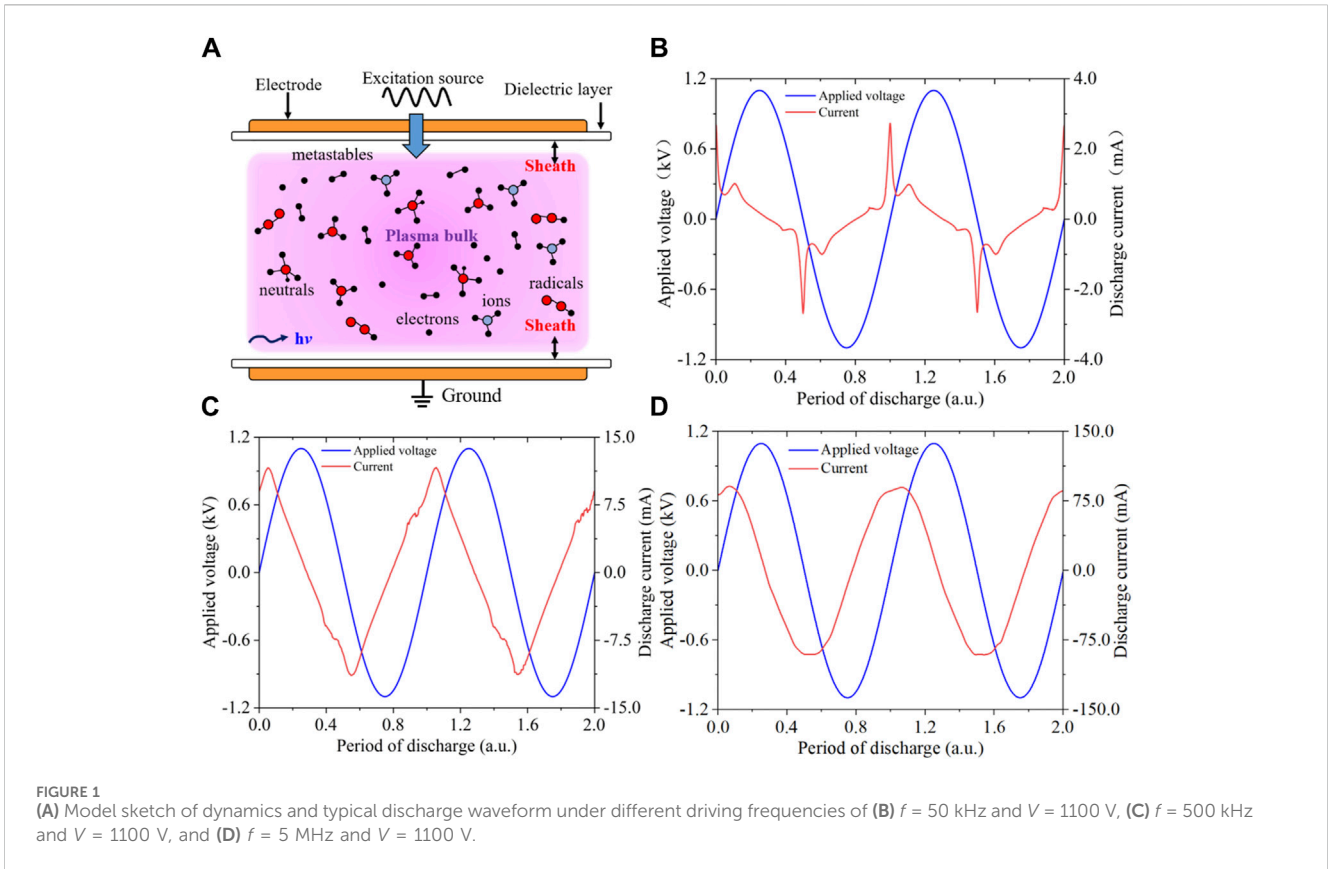 A
Electrode
Excitation source
Dielectric layer
metastables
Sheath
Plasma bulk
neutrals
radicals
ions
electrons
Sheath
hν
Ground
B
Applied voltage
Current
1.2
0.6
0.0
-0.6
-1.2
Applied voltage (kV)
4.0
2.0
0.0
-2.0
-4.0
Discharge current (mA)
0.0 0.4 0.8 1.2 1.6 2.0
Period of discharge (a.u.)
C
Applied voltage
Current
1.2
0.6
0.0
-0.6
-1.2
Applied voltage (kV)
15.0
7.5
0.0
-7.5
-15.0
Discharge current (mA)
0.0 0.4 0.8 1.2 1.6 2.0
Period of discharge (a.u.)
D
Applied voltage
Current
1.2
0.6
0.0
-0.6
-1.2
Applied voltage (kV)
150.0
75.0
0.0
-75.0
-150.0
Discharge current (mA)
0.0 0.4 0.8 1.2 1.6 2.0
Period of discharge (a.u.)
FIGURE 1
(A) Model sketch of dynamics and typical discharge waveform under different driving frequencies of (B) f = 50 kHz and V = 1100 V, (C) f = 500 kHz
and V = 1100 V, and (D) f = 5 MHz and V = 1100 V.